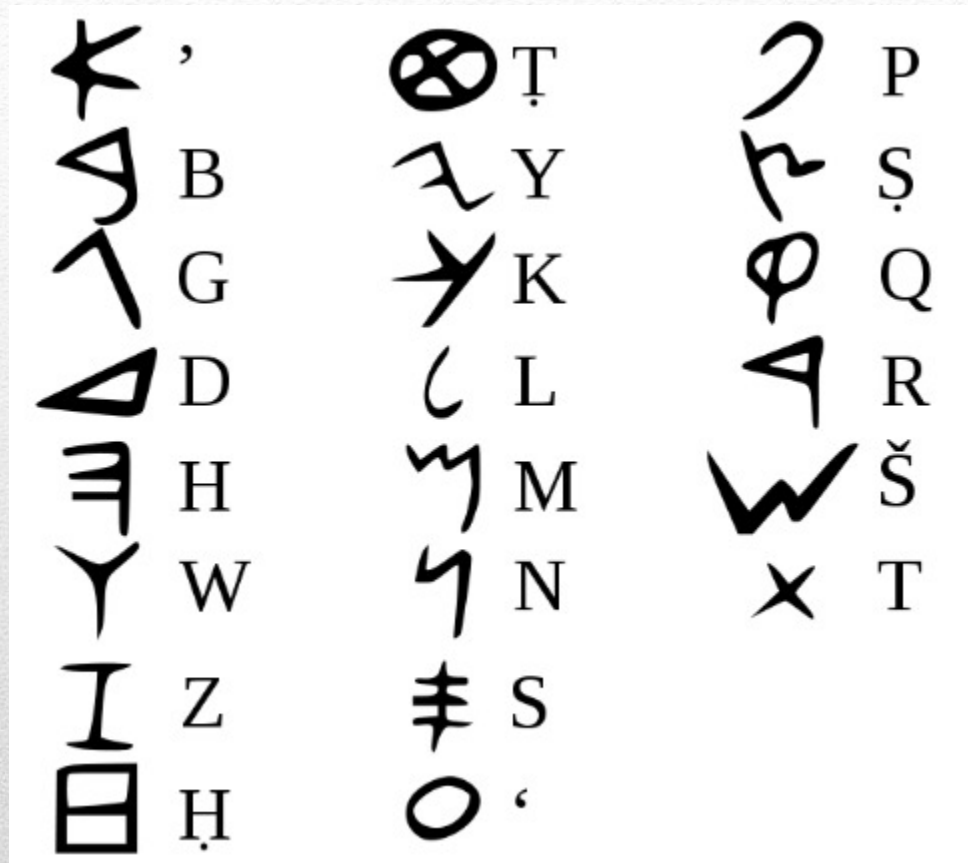 𐤀 ’
𐤁 B
𐤂 G
𐤃 D
𐤄 H
𐤅 W
𐤆 Z
𐤇 Ḥ
𐤈 Ṭ
𐤉 Y
𐤊 K
𐤋 L
𐤌 M
𐤍 N
𐤎 S
𐤏 ‘
𐤐 P
𐤑 Ṣ
𐤒 Q
𐤓 R
𐤔 Š
𐤕 T